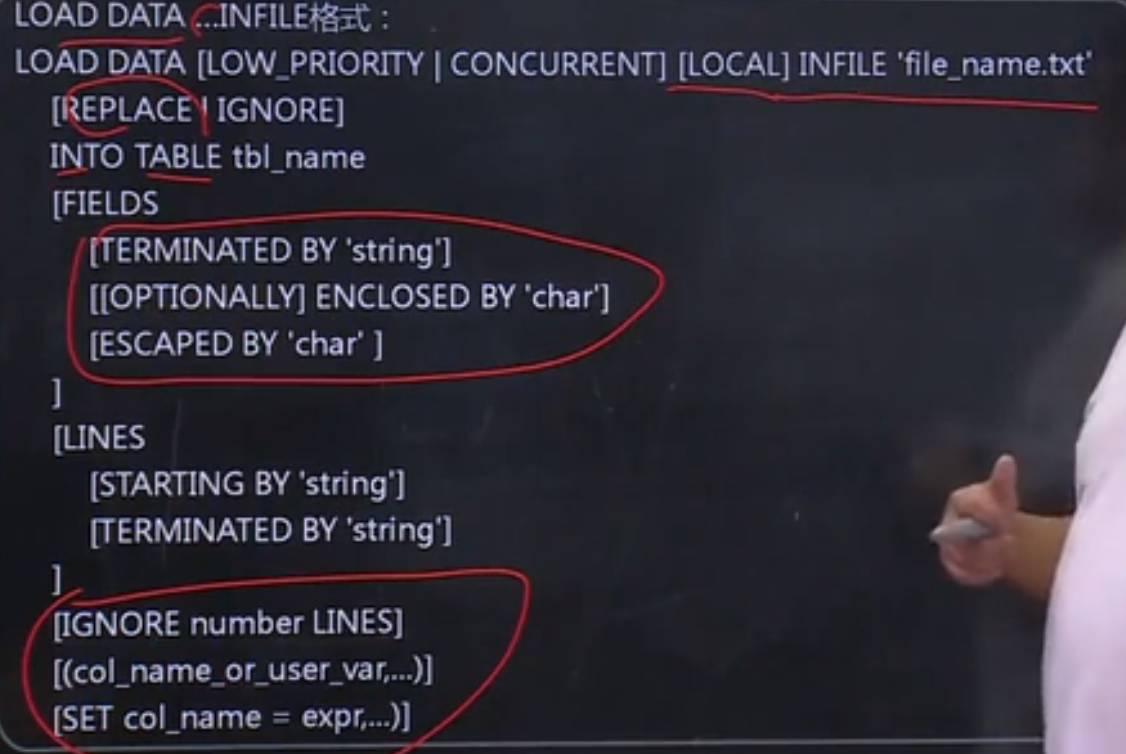 LOAD DATA ...INFILE格式：
LOAD DATA [LOW_PRIORITY | CONCURRENT] [LOCAL] INFILE 'file_name.txt'
[REPLACE | IGNORE]
INTO TABLE tbl_name
[FIELDS
[TERMINATED BY 'string']
[[OPTIONALLY] ENCLOSED BY 'char']
[ESCAPED BY 'char' ]
]
[LINES
[STARTING BY 'string']
[TERMINATED BY 'string']
]
[IGNORE number LINES]
[(col_name_or_user_var,...)]
[SET col_name = expr,...)]